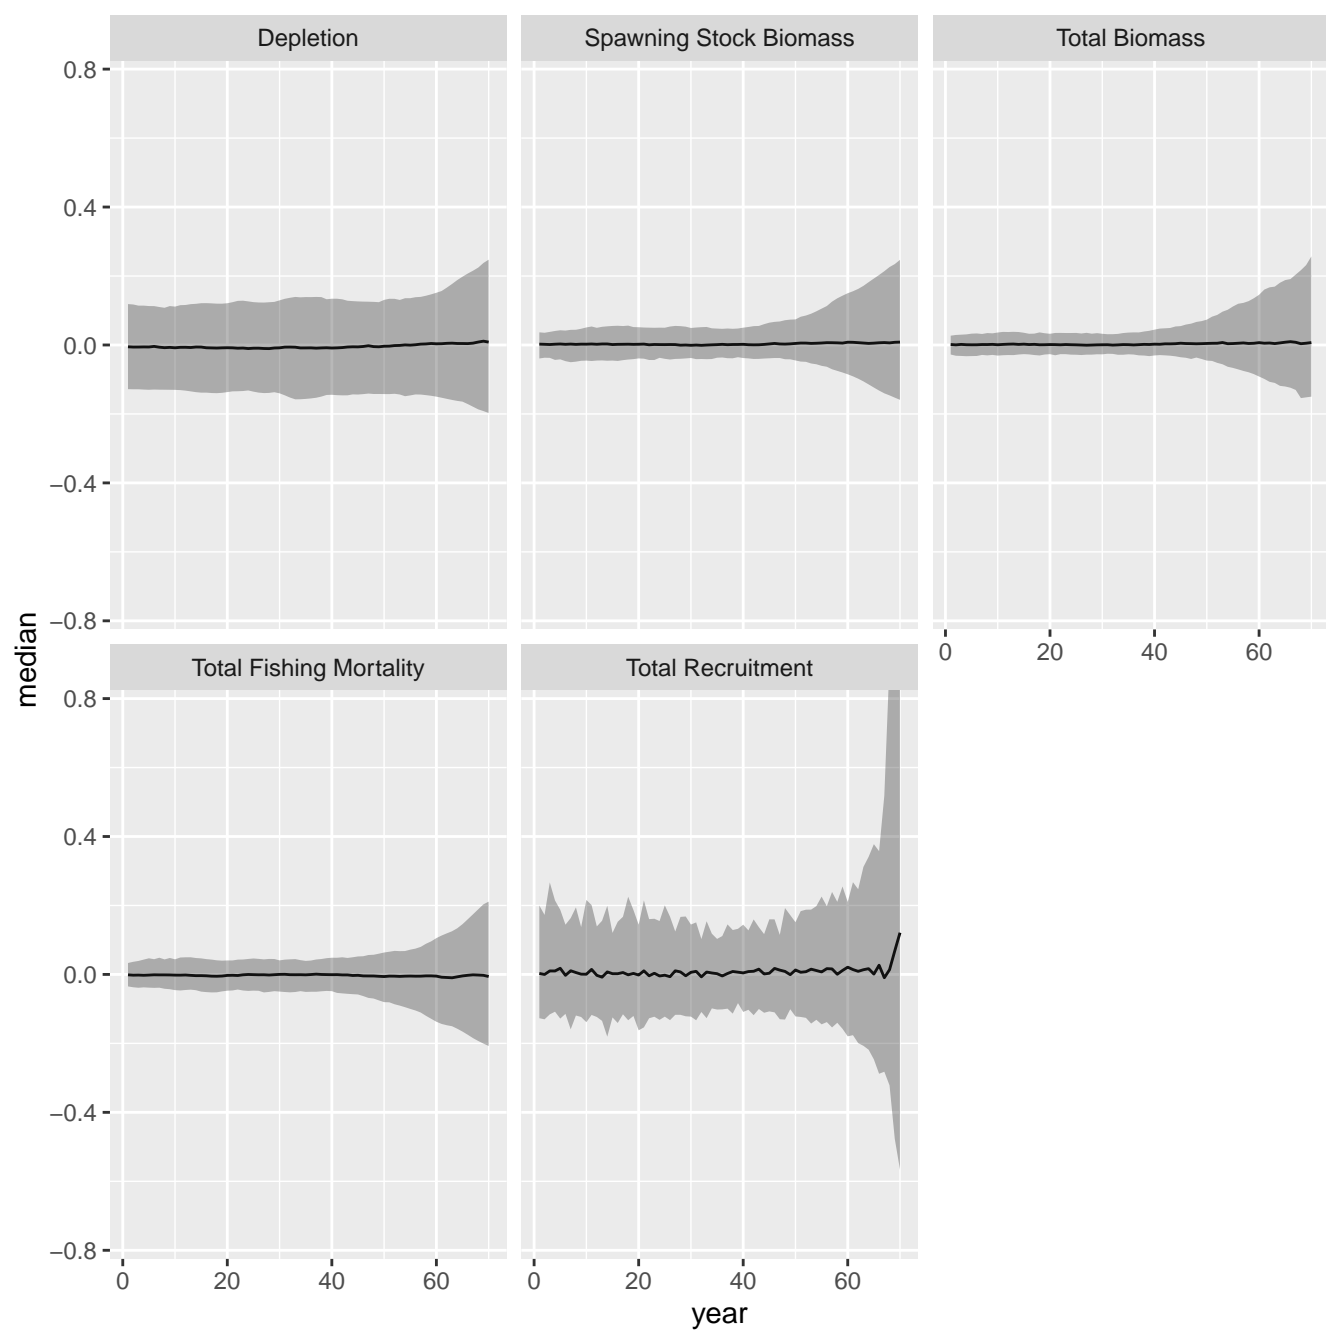 Depletion
Spawning Stock Biomass
Total Biomass
0.8
0.4
0.0
−0.4
−0.8
0 20 40 60
median
Total Fishing Mortality
Total Recruitment
0.8
0.4
0.0
−0.4
−0.8
0 20 40 60
0 20 40 60
year